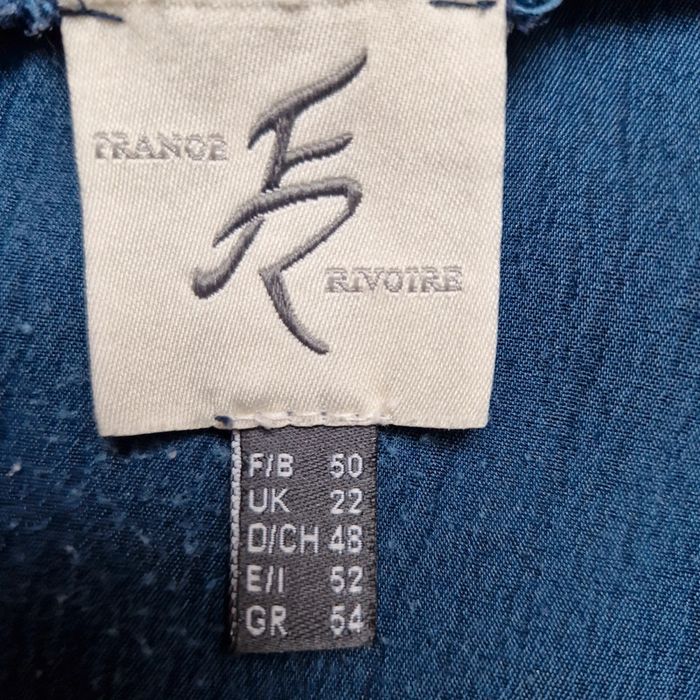 FRANCE
FR
RIVOIRE
F/B 50
UK 22
D/CH 48
E/I 52
GR 54